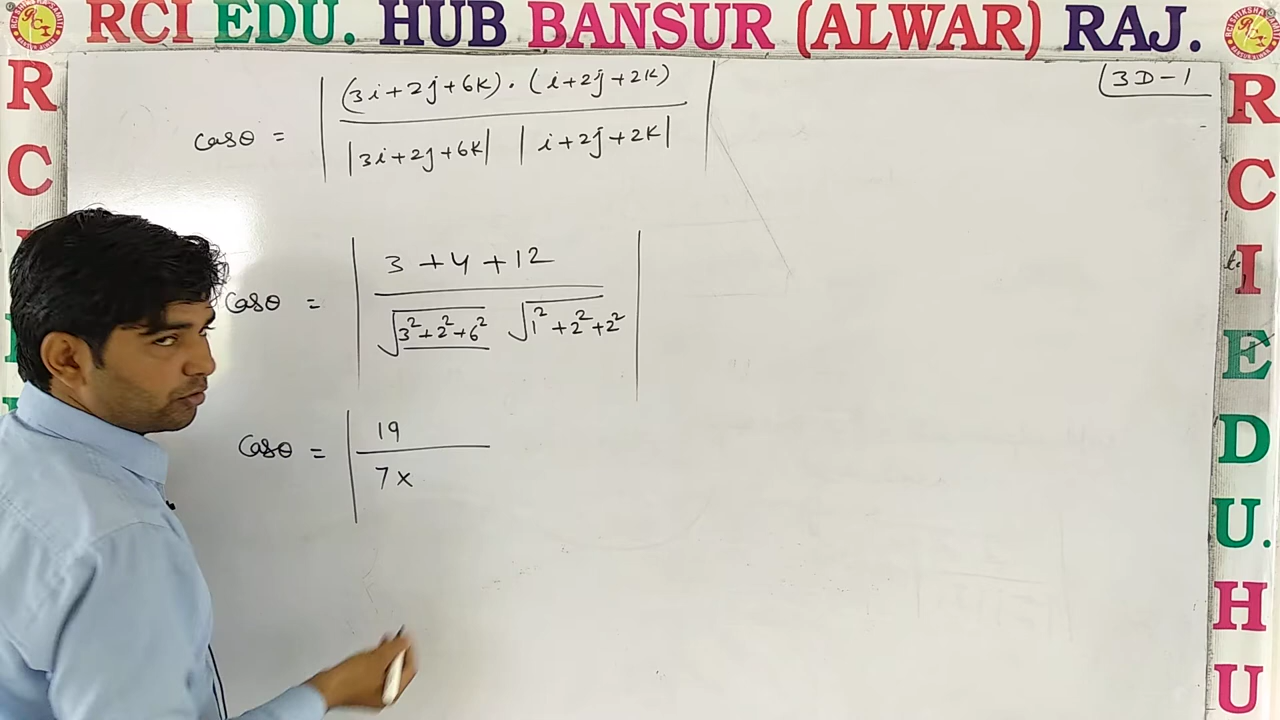 RCI EDU. HUB BANSUR (ALWAR) RAJ.
(3D-1
cosθ = | (3i+2j+6k) . (i+2j+2k) / |3i+2j+6k| |i+2j+2k| |
cosθ = | 3+4+12 / √3²+2²+6² √1²+2²+2² |
cosθ = | 19 / 7x
R
C
R
C
I
E
D
U.
H
U